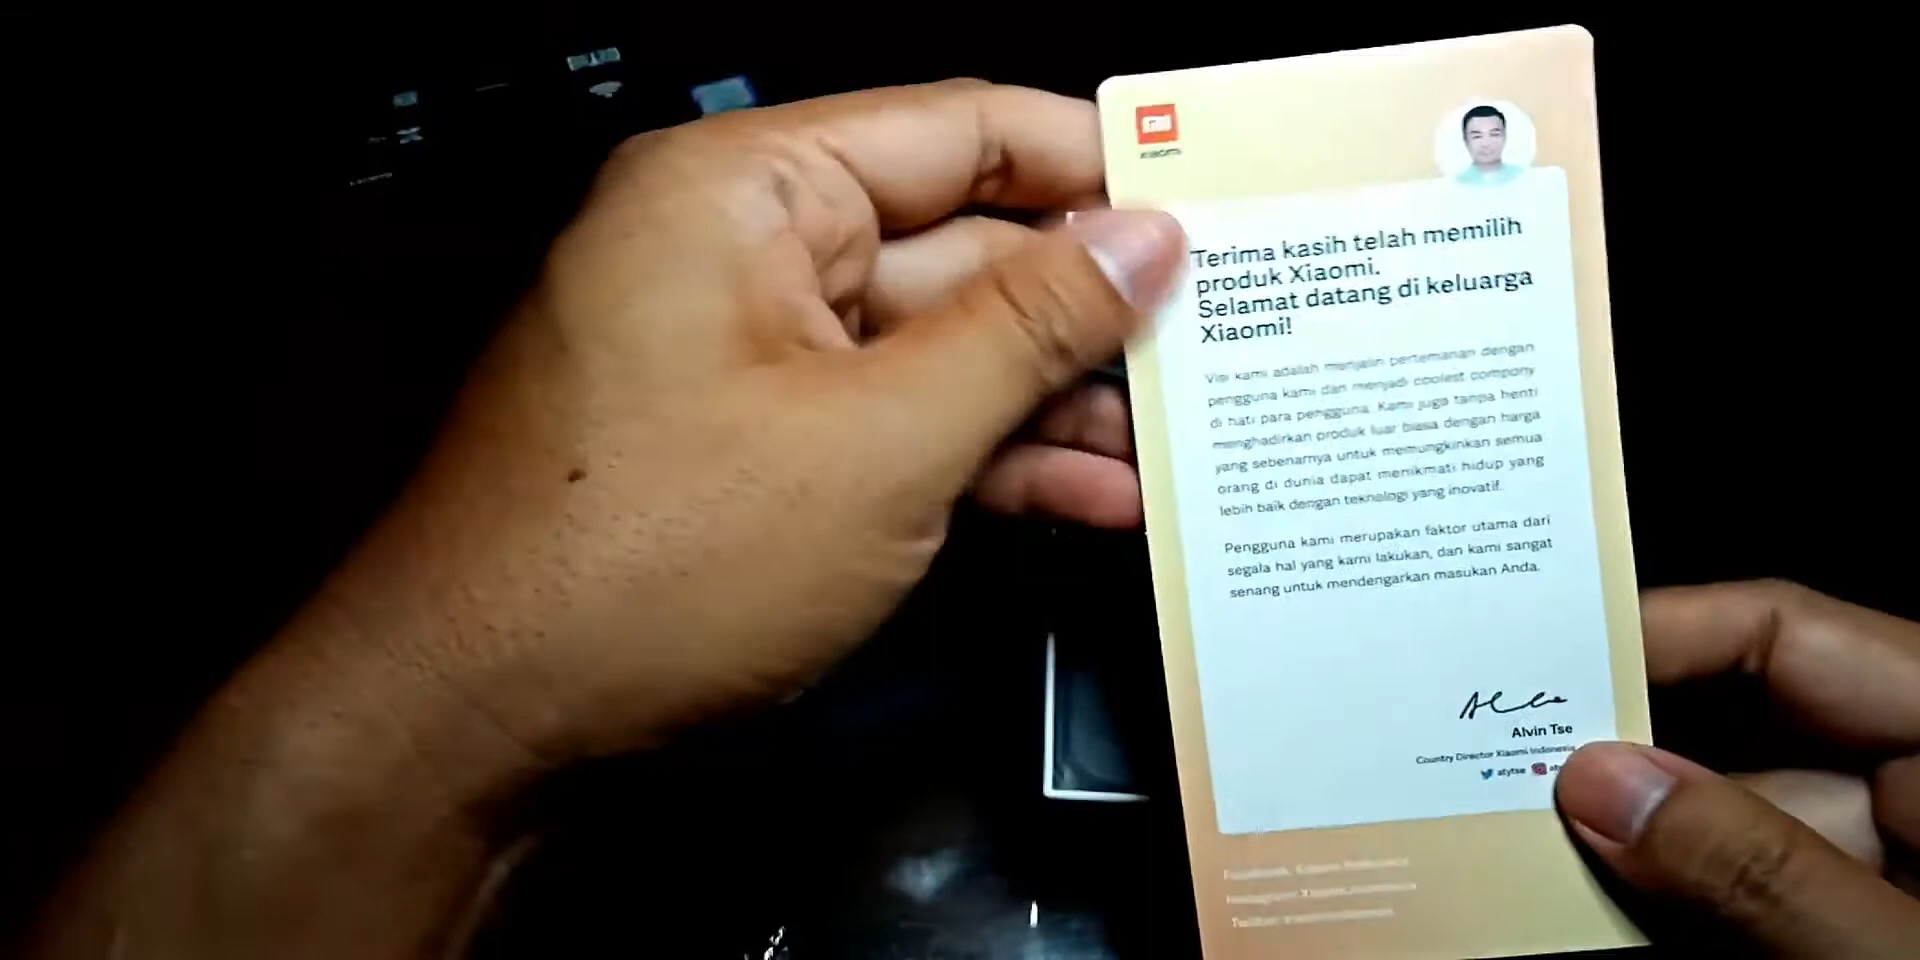 xiaomi
Terima kasih telah memilih
produk Xiaomi.
Selamat datang di keluarga
Xiaomi!
Visi kami adalah menjalin pertemanan dengan
pengguna kami dan menjadi coolest company
di hati para pengguna. Kami juga tanpa henti
menghadirkan produk luar biasa dengan harga
yang sebenarnya untuk memungkinkan semua
orang di dunia dapat menikmati hidup yang
lebih baik dengan teknologi yang inovatif.
Pengguna kami merupakan faktor utama dari
segala hal yang kami lakukan, dan kami sangat
senang untuk mendengarkan masukan Anda.
Alvin Tse
Country Director Xiaomi Indonesia
atytse